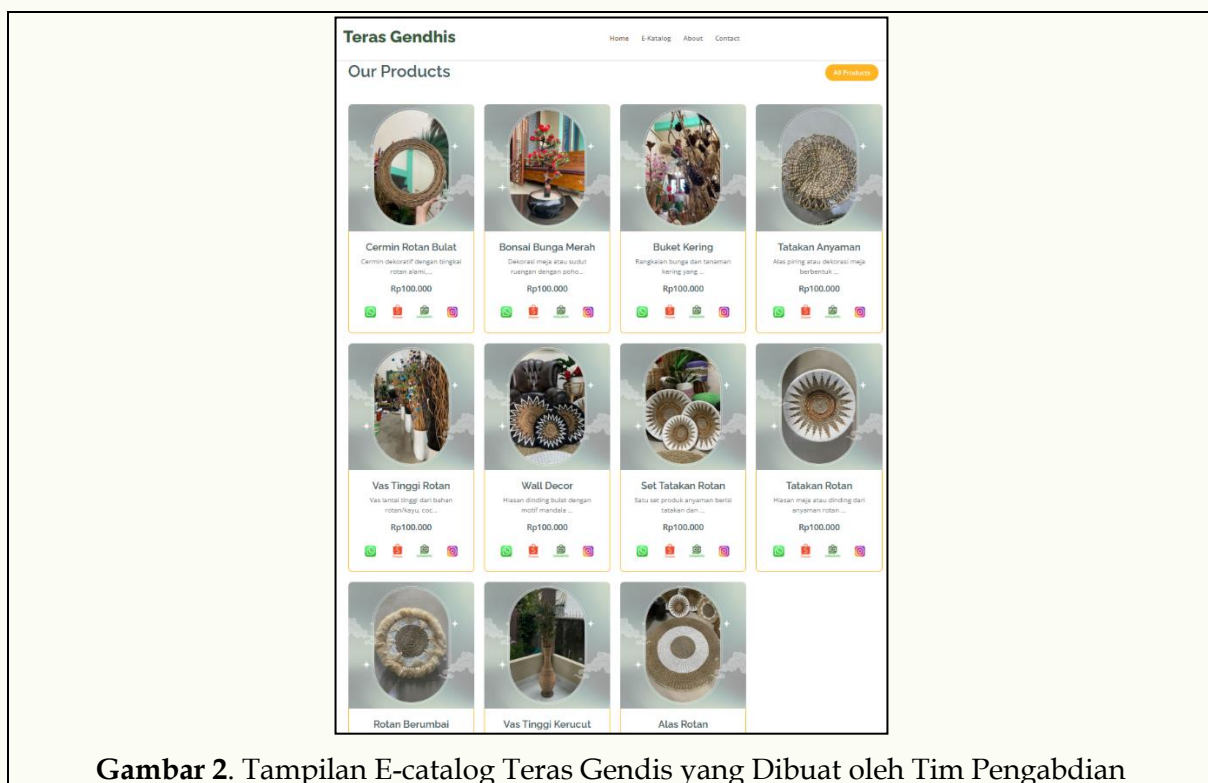 Teras Gendhis
Home E-Katalog About Contact
Our Products
All Products
Cermin Rotan Bulat
Cermin dekoratif dengan bingkai
rotan alami,...
Rp100.000
Bonsai Bunga Merah
Dekorasi meja atau sudut
ruangan dengan poho...
Rp100.000
Buket Kering
Rangkaian bunga dan tanaman
kering yang ...
Rp100.000
Tatakan Anyaman
Alas piring atau dekorasi meja
berbentuk ...
Rp100.000
Vas Tinggi Rotan
Vas lantai tinggi dari bahan
rotan/kayu, coc...
Rp100.000
Wall Decor
Hiasan dinding bulat dengan
motif mandala ...
Rp100.000
Set Tatakan Rotan
Satu set produk anyaman berisi
tatakan dan ...
Rp100.000
Tatakan Rotan
Hiasan meja atau dinding dari
anyaman rotan ...
Rp100.000
Rotan Berumbai
Vas Tinggi Kerucut
Alas Rotan
Gambar 2. Tampilan E-catalog Teras Gendis yang Dibuat oleh Tim Pengabdian